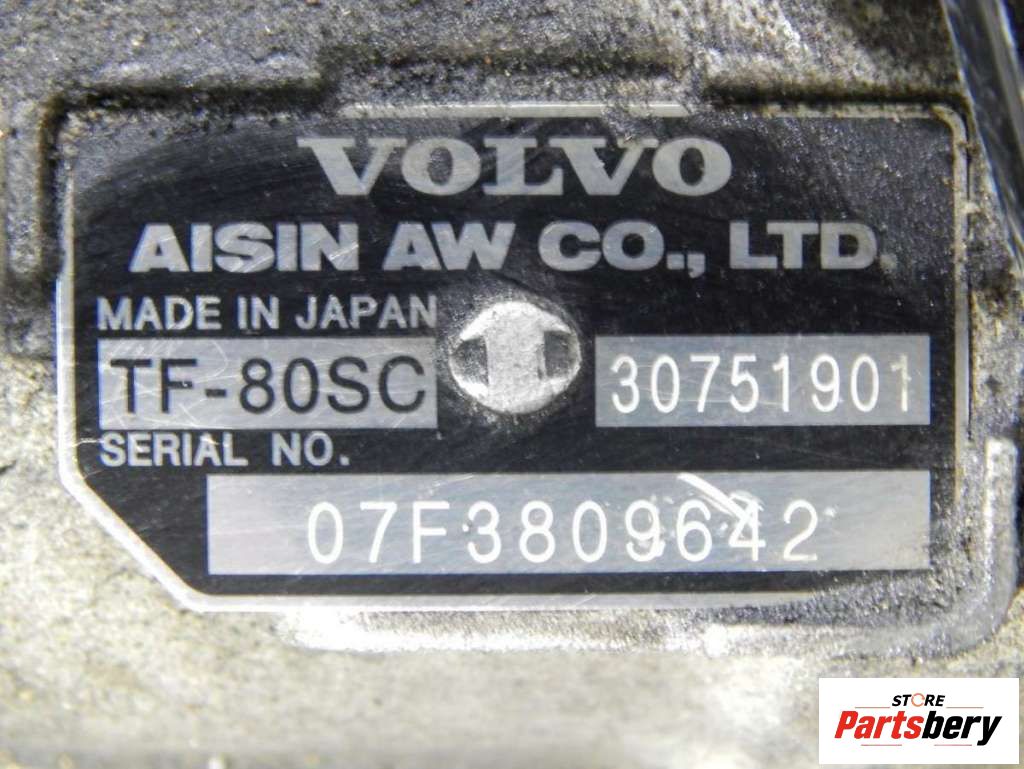 VOLVO
AISIN AW CO., LTD.
MADE IN JAPAN
TF-80SC 30751901
SERIAL NO.
07F3809642
STORE
Partsbery